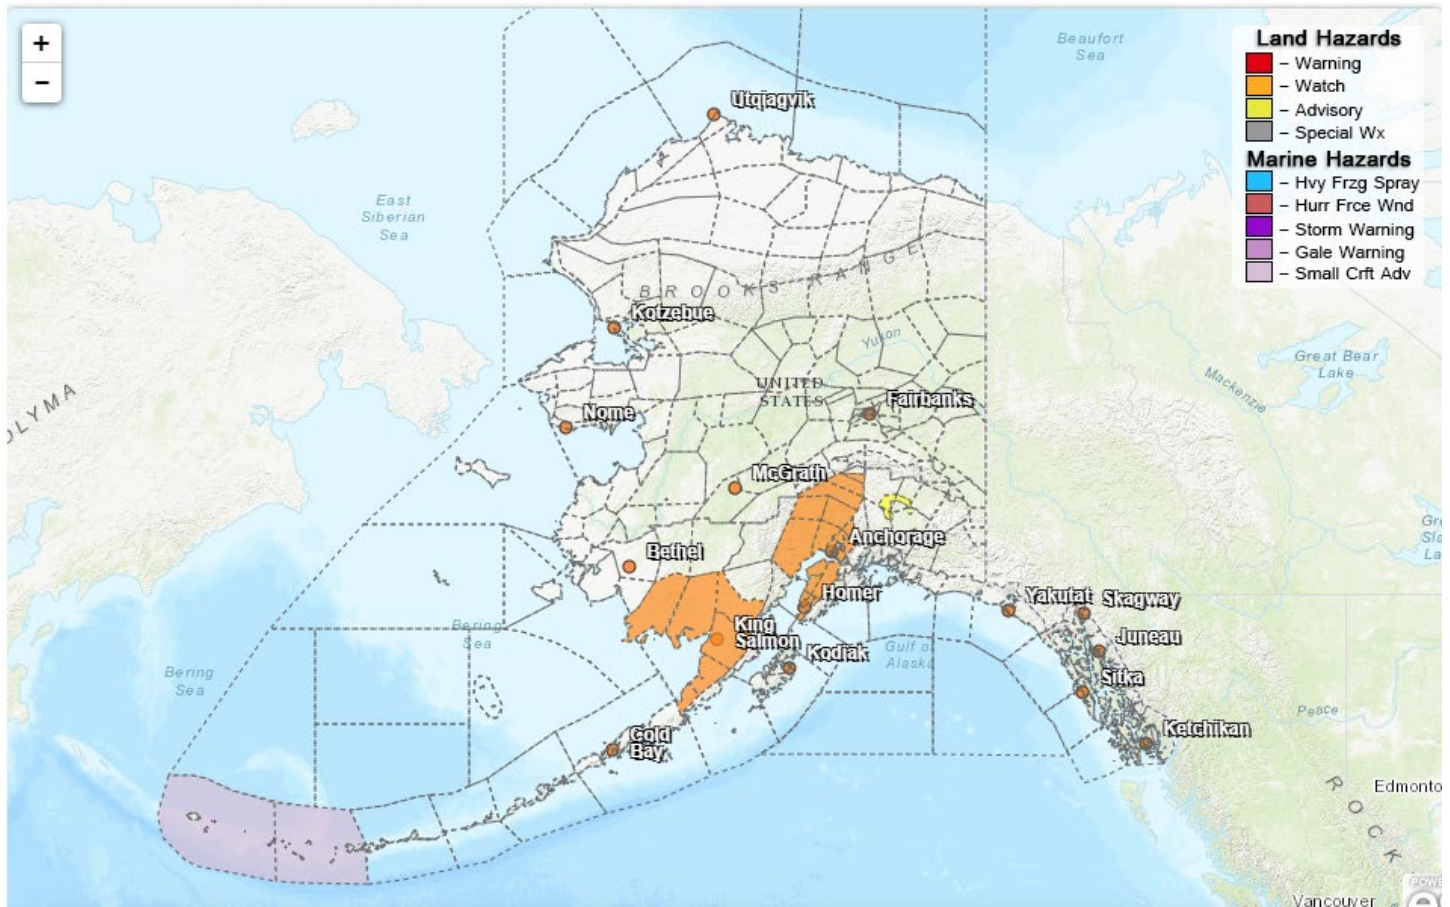 +
−
Land Hazards
– Warning
– Watch
– Advisory
– Special Wx
Marine Hazards
– Hvy Frzg Spray
– Hurr Frce Wnd
– Storm Warning
– Gale Warning
– Small Crft Adv
Beaufort
Sea
Utqiagvik
East
Siberian
Sea
BROOKS RANGE
Kotzebue
Yukon
Great Bear
Lake
Mackenzie
OLYMA
UNITED
STATES
Fairbanks
Nome
McGrath
Anchorage
Bethel
Homer
Yakutat
Skagway
King
Salmon
Juneau
Kodiak
Gulf of
Alaska
Bering
Sea
Bering
Sea
Sitka
Peace
Ketchikan
Cold
Bay
ROCK
Edmonto
Vancouver
POWE